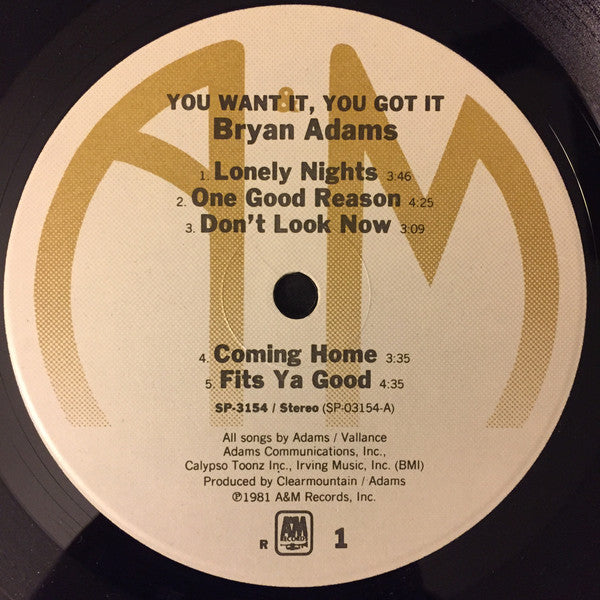 A&M
YOU WANT IT, YOU GOT IT
Bryan Adams
1. Lonely Nights 3:46
2. One Good Reason 4:25
3. Don't Look Now 3:09
4. Coming Home 3:35
5. Fits Ya Good 4:35
SP-3154 / Stereo (SP-03154-A)
All songs by Adams / Vallance
Adams Communications, Inc.,
Calypso Toonz Inc., Irving Music, Inc. (BMI)
Produced by Clearmountain / Adams
℗1981 A&M Records, Inc.
R A&M RECORDS 1